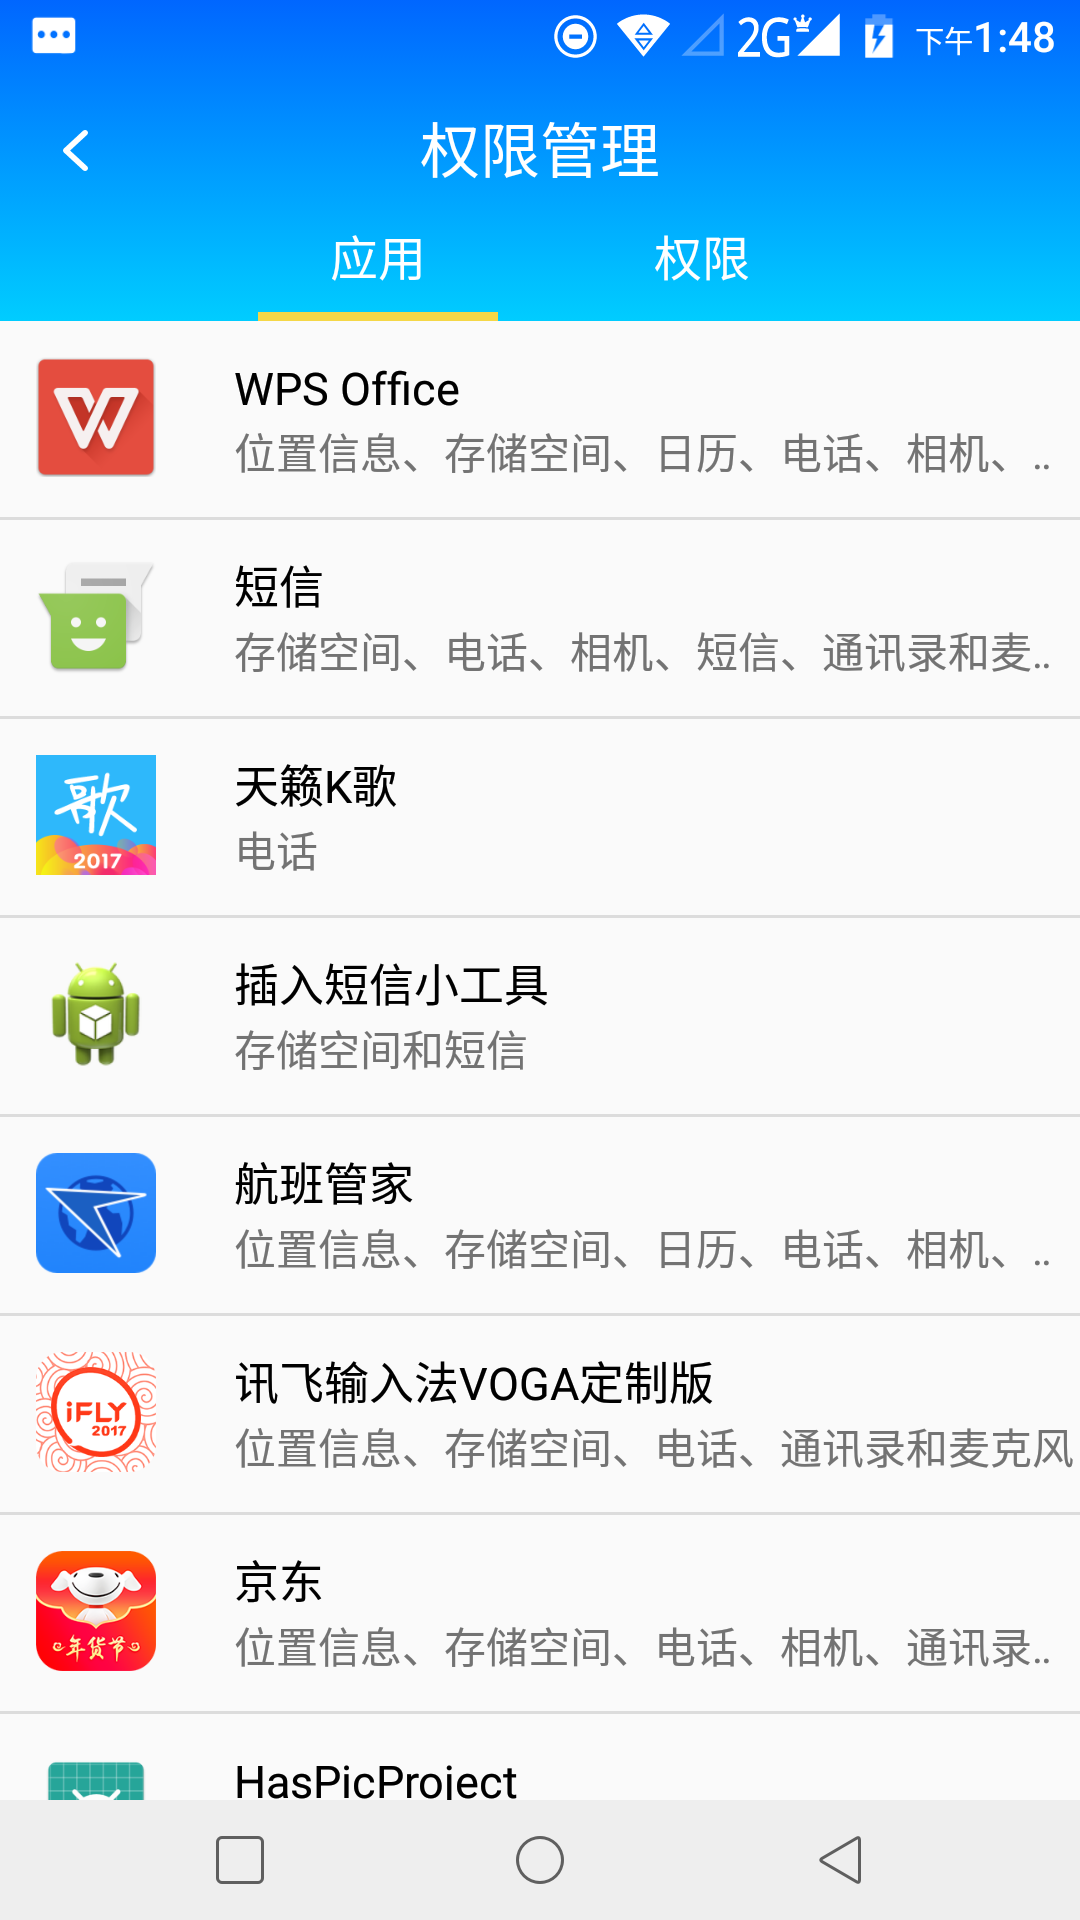 2G 下午1:48
权限管理
应用 权限
WPS Office
位置信息、存储空间、日历、电话、相机、..
短信
存储空间、电话、相机、短信、通讯录和麦..
歌
2017
天籁K歌
电话
插入短信小工具
存储空间和短信
航班管家
位置信息、存储空间、日历、电话、相机、..
iFLY
2017
讯飞输入法VOGA定制版
位置信息、存储空间、电话、通讯录和麦克风
年货节
京东
位置信息、存储空间、电话、相机、通讯录..
HasPicProject